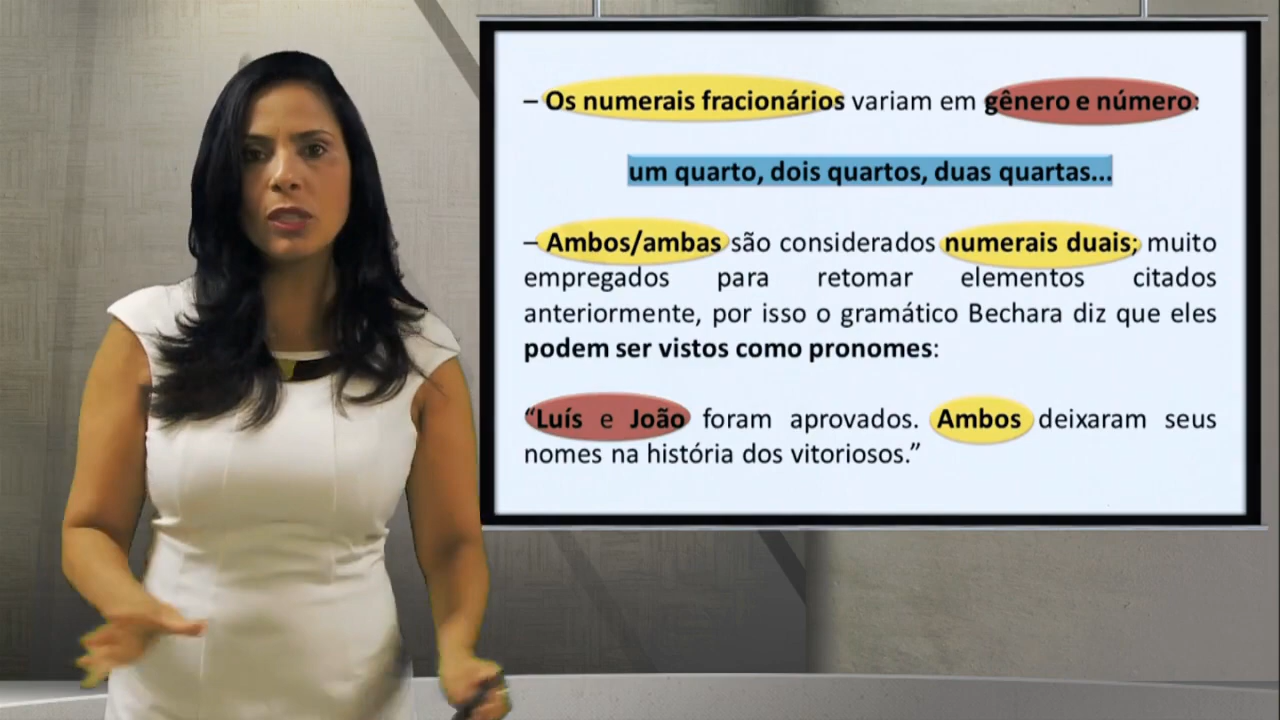 – Os numerais fracionários variam em gênero e número:
um quarto, dois quartos, duas quartas...
– Ambos/ambas são considerados numerais duais; muito
empregados para retomar elementos citados
anteriormente, por isso o gramático Bechara diz que eles
podem ser vistos como pronomes:
“Luís e João foram aprovados. Ambos deixaram seus
nomes na história dos vitoriosos.”